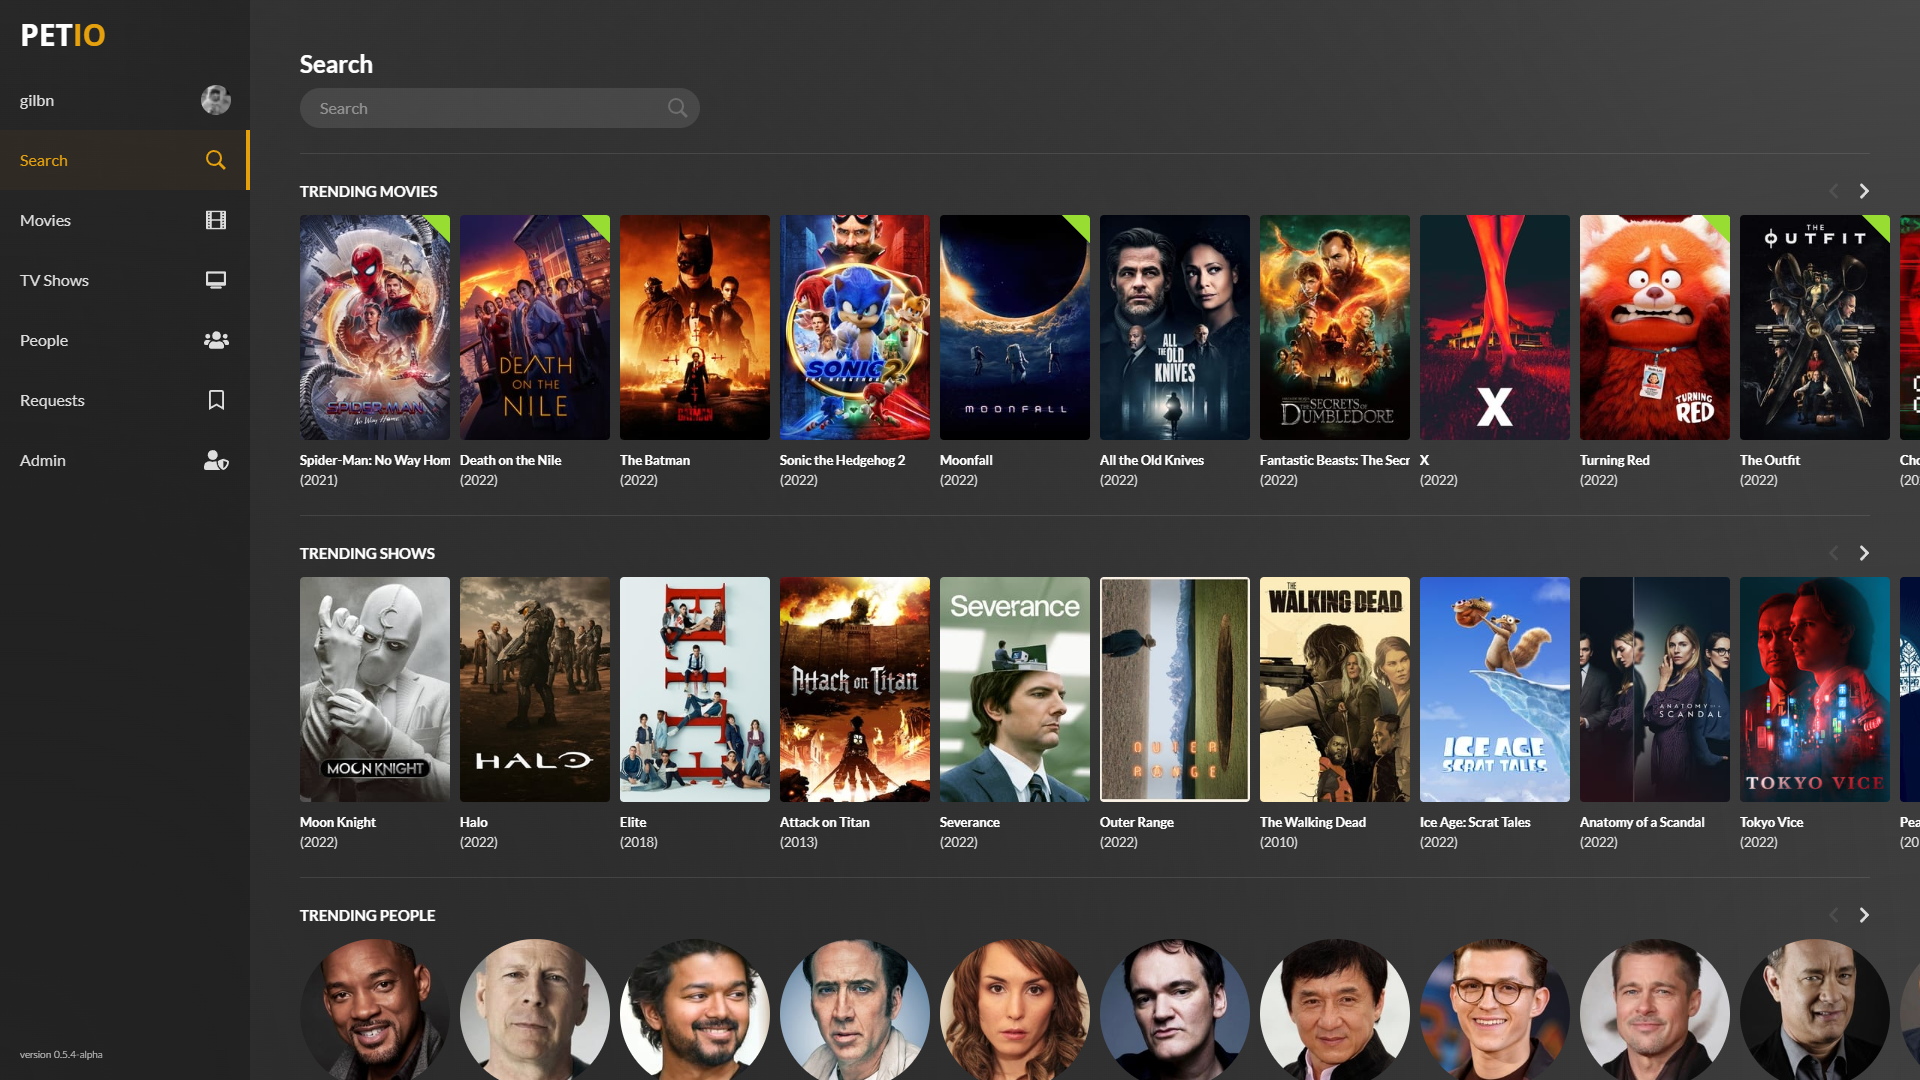 PETIO
gilbn
Search
Movies
TV Shows
People
Requests
Admin
version 0.5.4-alpha
Search
Search
TRENDING MOVIES
SPIDER-MAN
No Way Home
DEATH
ON THE
NILE
THE BATMAN
SONIC 2
THE HEDGEHOG
MOONFALL
ALL
THE OLD
KNIVES
THE SECRETS OF
DUMBLEDORE
X
TURNING
RED
THE
OUTFIT
Spider-Man: No Way Hom
(2021)
Death on the Nile
(2022)
The Batman
(2022)
Sonic the Hedgehog 2
(2022)
Moonfall
(2022)
All the Old Knives
(2022)
Fantastic Beasts: The Secr
(2022)
X
(2022)
Turning Red
(2022)
The Outfit
(2022)
Cho
(20
TRENDING SHOWS
MOON KNIGHT
HALO
ELITE
Attack on Titan
Severance
OUTER
RANGE
THE
WALKING DEAD
ICE AGE
SCRAT TALES
ANATOMY OF A
SCANDAL
TOKYO VICE
Moon Knight
(2022)
Halo
(2022)
Elite
(2018)
Attack on Titan
(2013)
Severance
(2022)
Outer Range
(2022)
The Walking Dead
(2010)
Ice Age: Scrat Tales
(2022)
Anatomy of a Scandal
(2022)
Tokyo Vice
(2022)
Pea
(20
TRENDING PEOPLE